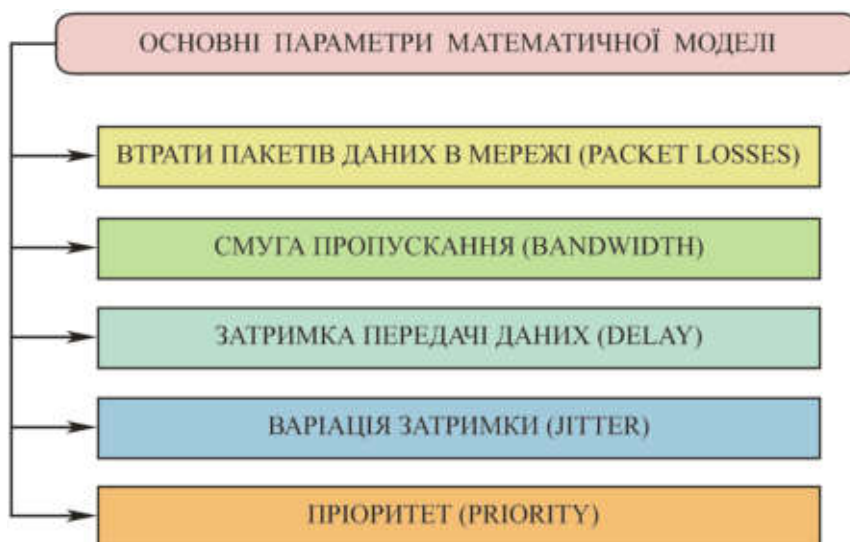 ОСНОВНІ ПАРАМЕТРИ МАТЕМАТИЧНОЇ МОДЕЛІ
ВТРАТИ ПАКЕТІВ ДАНИХ В МЕРЕЖІ (PACKET LOSSES)
СМУГА ПРОПУСКАННЯ (BANDWIDTH)
ЗАТРИМКА ПЕРЕДАЧІ ДАНИХ (DELAY)
ВАРІАЦІЯ ЗАТРИМКИ (JITTER)
ПРІОРИТЕТ (PRIORITY)